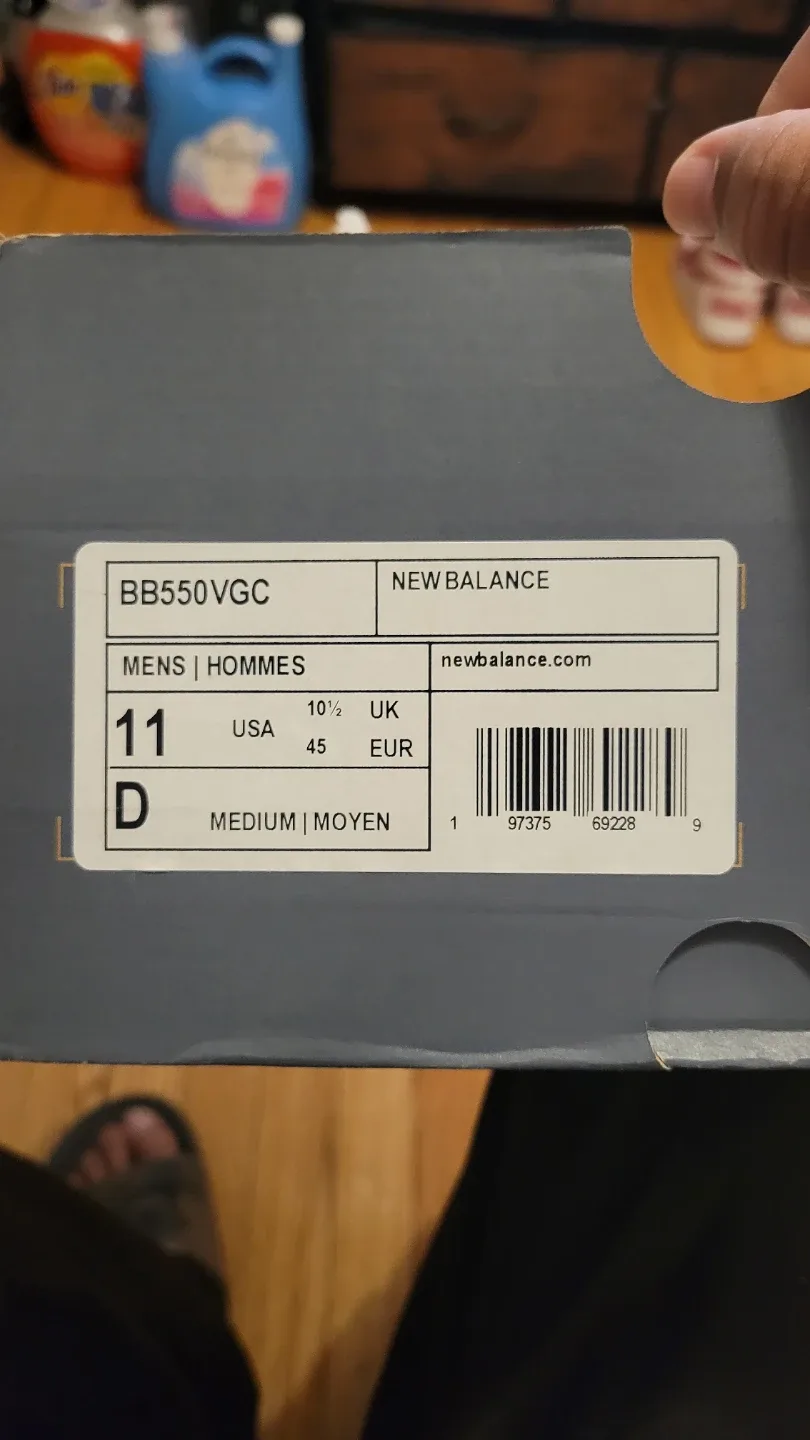 BB550VGC
NEW BALANCE
MENS | HOMMES
newbalance.com
11 USA 10½ UK
45 EUR
D MEDIUM | MOYEN
1 97375 69228 9